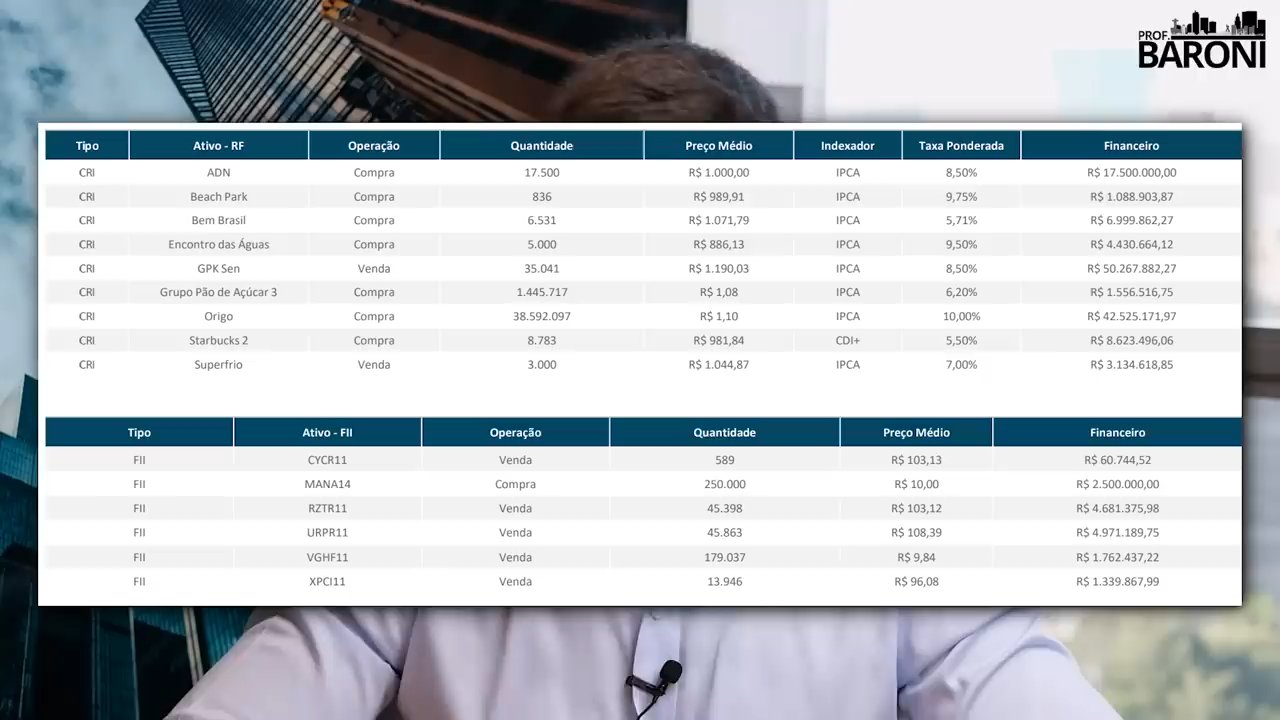 PROF.
BARONI
Tipo Ativo - RF Operação Quantidade Preço Médio Indexador Taxa Ponderada Financeiro
CRI ADN Compra 17.500 R$ 1.000,00 IPCA 8,50% R$ 17.500.000,00
CRI Beach Park Compra 836 R$ 989,91 IPCA 9,75% R$ 1.088.903,87
CRI Bem Brasil Compra 6.531 R$ 1.071,79 IPCA 5,71% R$ 6.999.862,27
CRI Encontro das Águas Compra 5.000 R$ 886,13 IPCA 9,50% R$ 4.430.664,12
CRI GPK Sen Venda 35.041 R$ 1.190,03 IPCA 8,50% R$ 50.267.882,27
CRI Grupo Pão de Açúcar 3 Compra 1.445.717 R$ 1,08 IPCA 6,20% R$ 1.556.516,75
CRI Origo Compra 38.592.097 R$ 1,10 IPCA 10,00% R$ 42.525.171,97
CRI Starbucks 2 Compra 8.783 R$ 981,84 CDI+ 5,50% R$ 8.623.496,06
CRI Superfrio Venda 3.000 R$ 1.044,87 IPCA 7,00% R$ 3.134.618,85
Tipo Ativo - FII Operação Quantidade Preço Médio Financeiro
FII CYCR11 Venda 589 R$ 103,13 R$ 60.744,52
FII MANA14 Compra 250.000 R$ 10,00 R$ 2.500.000,00
FII RZTR11 Venda 45.398 R$ 103,12 R$ 4.681.375,98
FII URPR11 Venda 45.863 R$ 108,39 R$ 4.971.189,75
FII VGHF11 Venda 179.037 R$ 9,84 R$ 1.762.437,22
FII XPCI11 Venda 13.946 R$ 96,08 R$ 1.339.867,99